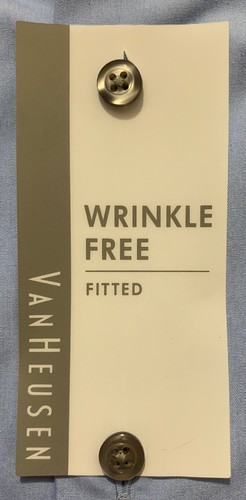 WRINKLE
FREE
FITTED
VANHEUSEN